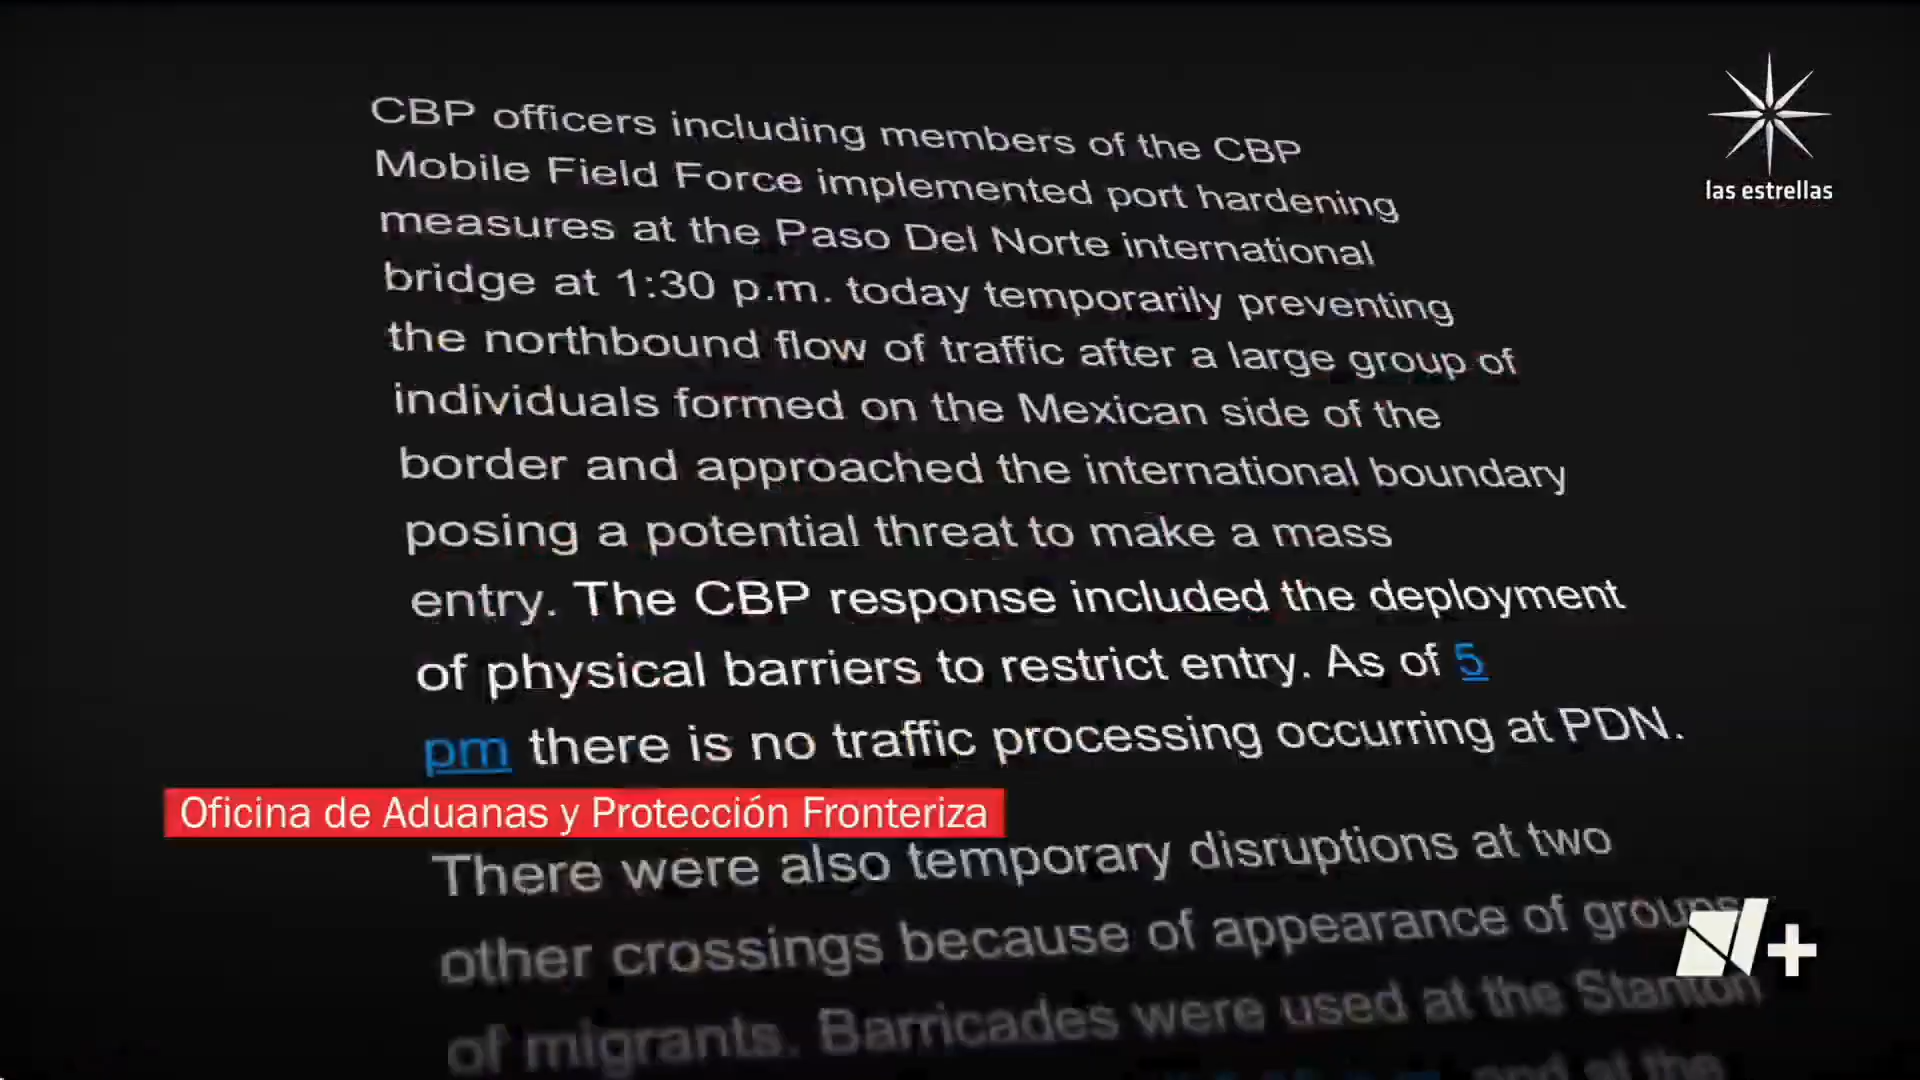 CBP officers including members of the CBP
Mobile Field Force implemented port hardening
measures at the Paso Del Norte international
bridge at 1:30 p.m. today temporarily preventing
the northbound flow of traffic after a large group of
individuals formed on the Mexican side of the
border and approached the international boundary
posing a potential threat to make a mass
entry. The CBP response included the deployment
of physical barriers to restrict entry. As of 5
pm there is no traffic processing occurring at PDN.
Oficina de Aduanas y Protección Fronteriza
There were also temporary disruptions at two
other crossings because of appearance of groups
of migrants. Barricades were used at the Stanton
and at the
las estrellas
N+